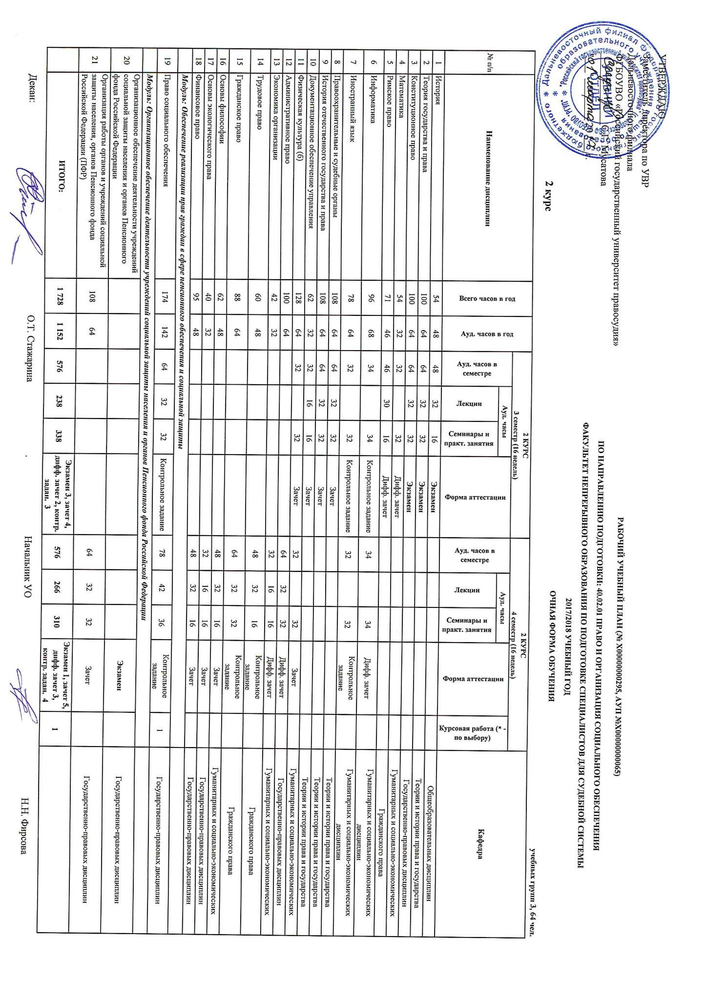 УТВЕРЖДАЮ
Заместитель директора по УВР
Дальневосточного филиала
ФГБОУВО «Российский государственный университет правосудия»
С.П. Мусатова
20 г.
РАБОЧИЙ УЧЕБНЫЙ ПЛАН (№ X000000000295, АУП №X000000000065)
ПО НАПРАВЛЕНИЮ ПОДГОТОВКИ: 40.02.01 ПРАВО И ОРГАНИЗАЦИЯ СОЦИАЛЬНОГО ОБЕСПЕЧЕНИЯ
ФАКУЛЬТЕТ НЕПРЕРЫВНОГО ОБРАЗОВАНИЯ ПО ПОДГОТОВКЕ СПЕЦИАЛИСТОВ ДЛЯ СУДЕБНОЙ СИСТЕМЫ
2017/2018 УЧЕБНЫЙ ГОД
ОЧНАЯ ФОРМА ОБУЧЕНИЯ
2 курс
учебных групп 3, 64 чел.
№ п/п Наименование дисциплин Всего часов в год Ауд. часов в год 2 КУРС 2 КУРС Кафедра
3 семестр (16 недель) 4 семестр (16 недель)
Ауд. часов в семестре Ауд. часы Форма аттестации Ауд. часов в семестре Ауд. часы Форма аттестации Курсовая работа (* - по выбору)
Лекции Семинары и практ. занятия Лекции Семинары и практ. занятия
1 История 54 48 48 32 16 Экзамен Общеобразовательных дисциплин
2 Теория государства и права 100 64 64 32 32 Экзамен Теории и истории права и государства
3 Конституционное право 100 64 64 32 32 Экзамен Государственно-правовых дисциплин
4 Математика 54 32 32 32 Дифф. зачет Гуманитарных и социально-экономических
5 Римское право 71 46 46 30 16 Дифф. зачет Гражданского права
6 Информатика 96 68 34 34 Контрольное задание 34 34 Дифф. зачет Гуманитарных и социально-экономических дисциплин
7 Иностранный язык 78 64 32 32 Контрольное задание 32 32 Контрольное задание Гуманитарных и социально-экономических дисциплин
8 Правоохранительные и судебные органы 108 64 64 32 32 Зачет Теории и истории права и государства
9 История отечественного государства и права 108 64 64 32 32 Зачет Теории и истории права и государства
10 Документационное обеспечение управления 62 32 32 16 16 Зачет Теории и истории права и государства
11 Физическая культура (б) 128 64 32 32 Зачет 32 32 Зачет Гуманитарных и социально-экономических
12 Административное право 100 64 64 32 32 Дифф. зачет Государственно-правовых дисциплин
13 Экономика организации 42 32 32 16 16 Дифф. зачет Гуманитарных и социально-экономических
14 Трудовое право 60 48 48 32 16 Контрольное задание Гражданского права
15 Гражданское право 88 64 64 32 32 Контрольное задание Гражданского права
16 Основы философии 62 48 48 32 16 Зачет Гуманитарных и социально-экономических
17 Основы экологического права 40 32 32 16 16 Зачет Государственно-правовых дисциплин
18 Финансовое право 95 48 48 32 16 Зачет Государственно-правовых дисциплин
Модуль: Обеспечение реализации прав граждан в сфере пенсионного обеспечения и социальной защиты
19 Право социального обеспечения 174 142 64 32 32 Контрольное задание 78 42 36 Контрольное задание 1 Государственно-правовых дисциплин
Модуль: Организационное обеспечение деятельности учреждений социальной защиты населения и органов Пенсионного фонда Российской Федерации
20 Организационное обеспечение деятельности учреждений социальной защиты населения и органов Пенсионного фонда Российской Федерации Экзамен Государственно-правовых дисциплин
21 Организация работы органов и учреждений социальной защиты населения, органов Пенсионного фонда Российской Федерации (ПФР) 108 64 64 32 32 Зачет Государственно-правовых дисциплин
ИТОГО: 1 728 1 152 576 238 338 Экзамен 3, зачет 4, дифф. зачет 2, контр. задан. 3 576 266 310 Экзамен 1, зачет 5, дифф. зачет 3, контр. задан. 4 1
Декан: О.Т. Стажарина Начальник УО Н.Н. Фирсова